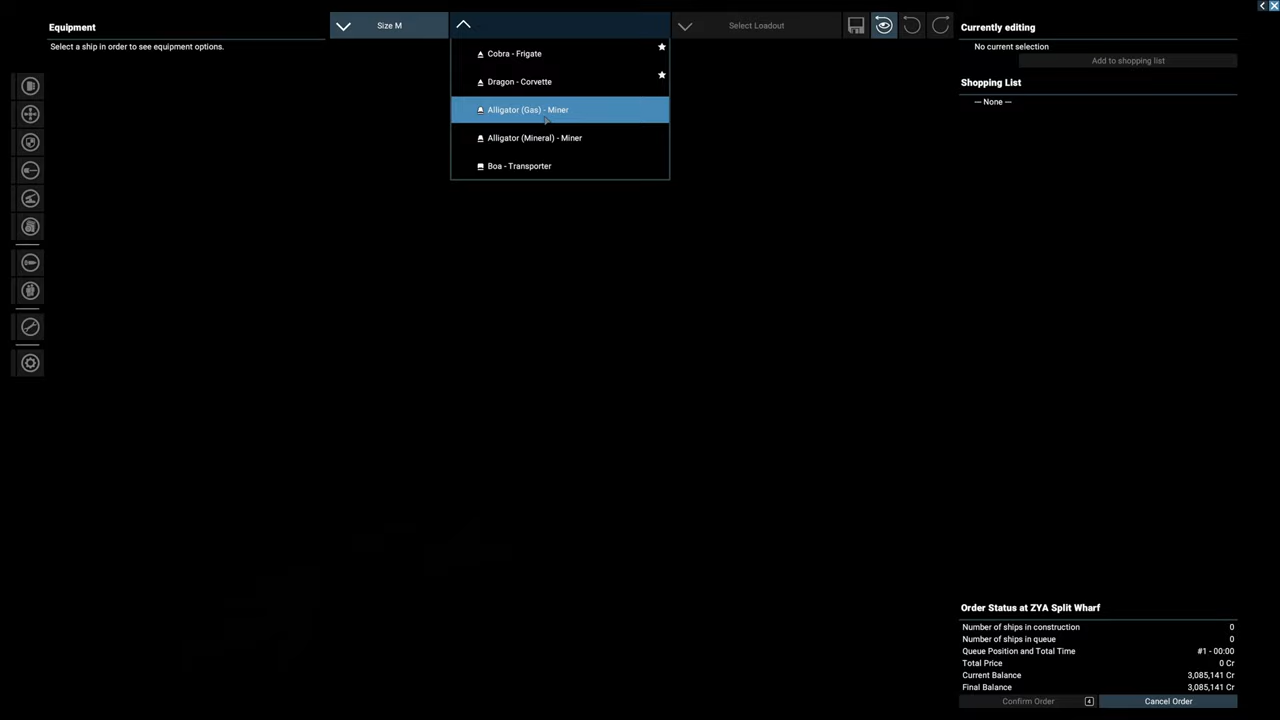 Equipment
Select a ship in order to see equipment options.
Size M
Select Loadout
Cobra - Frigate
Dragon - Corvette
Alligator (Gas) - Miner
Alligator (Mineral) - Miner
Boa - Transporter
Currently editing
No current selection
Add to shopping list
Shopping List
— None —
Order Status at ZYA Split Wharf
Number of ships in construction 0
Number of ships in queue 0
Queue Position and Total Time #1 - 00:00
Total Price 0 Cr
Current Balance 3,085,141 Cr
Final Balance 3,085,141 Cr
Confirm Order 4 Cancel Order